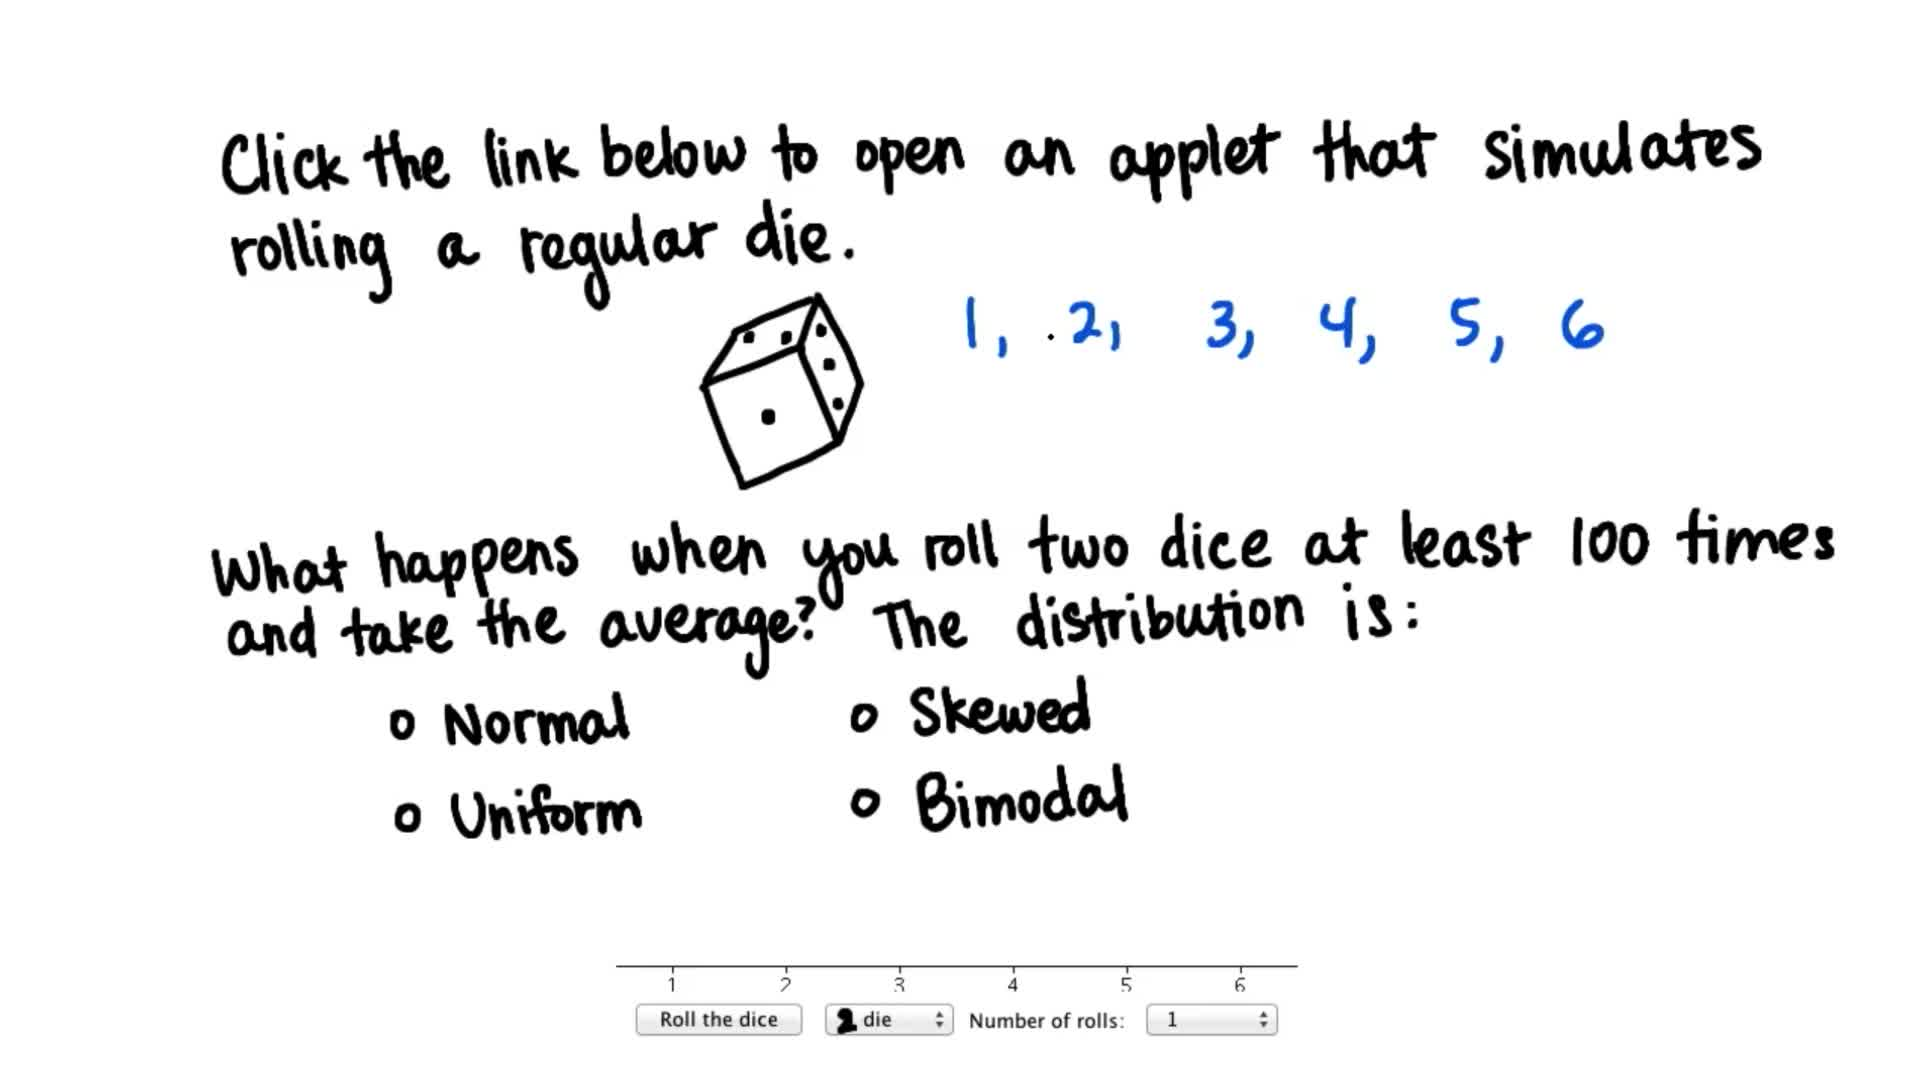 Click the link below to open an applet that simulates
rolling a regular die.
1, 2, 3, 4, 5, 6
What happens when you roll two dice at least 100 times
and take the average? The distribution is:
o Normal o Skewed
o Uniform o Bimodal
1 2 3 4 5 6
Roll the dice 2 die Number of rolls: 1